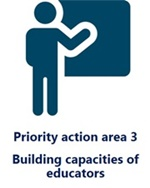 Priority action area 3
Building capacities of
educators